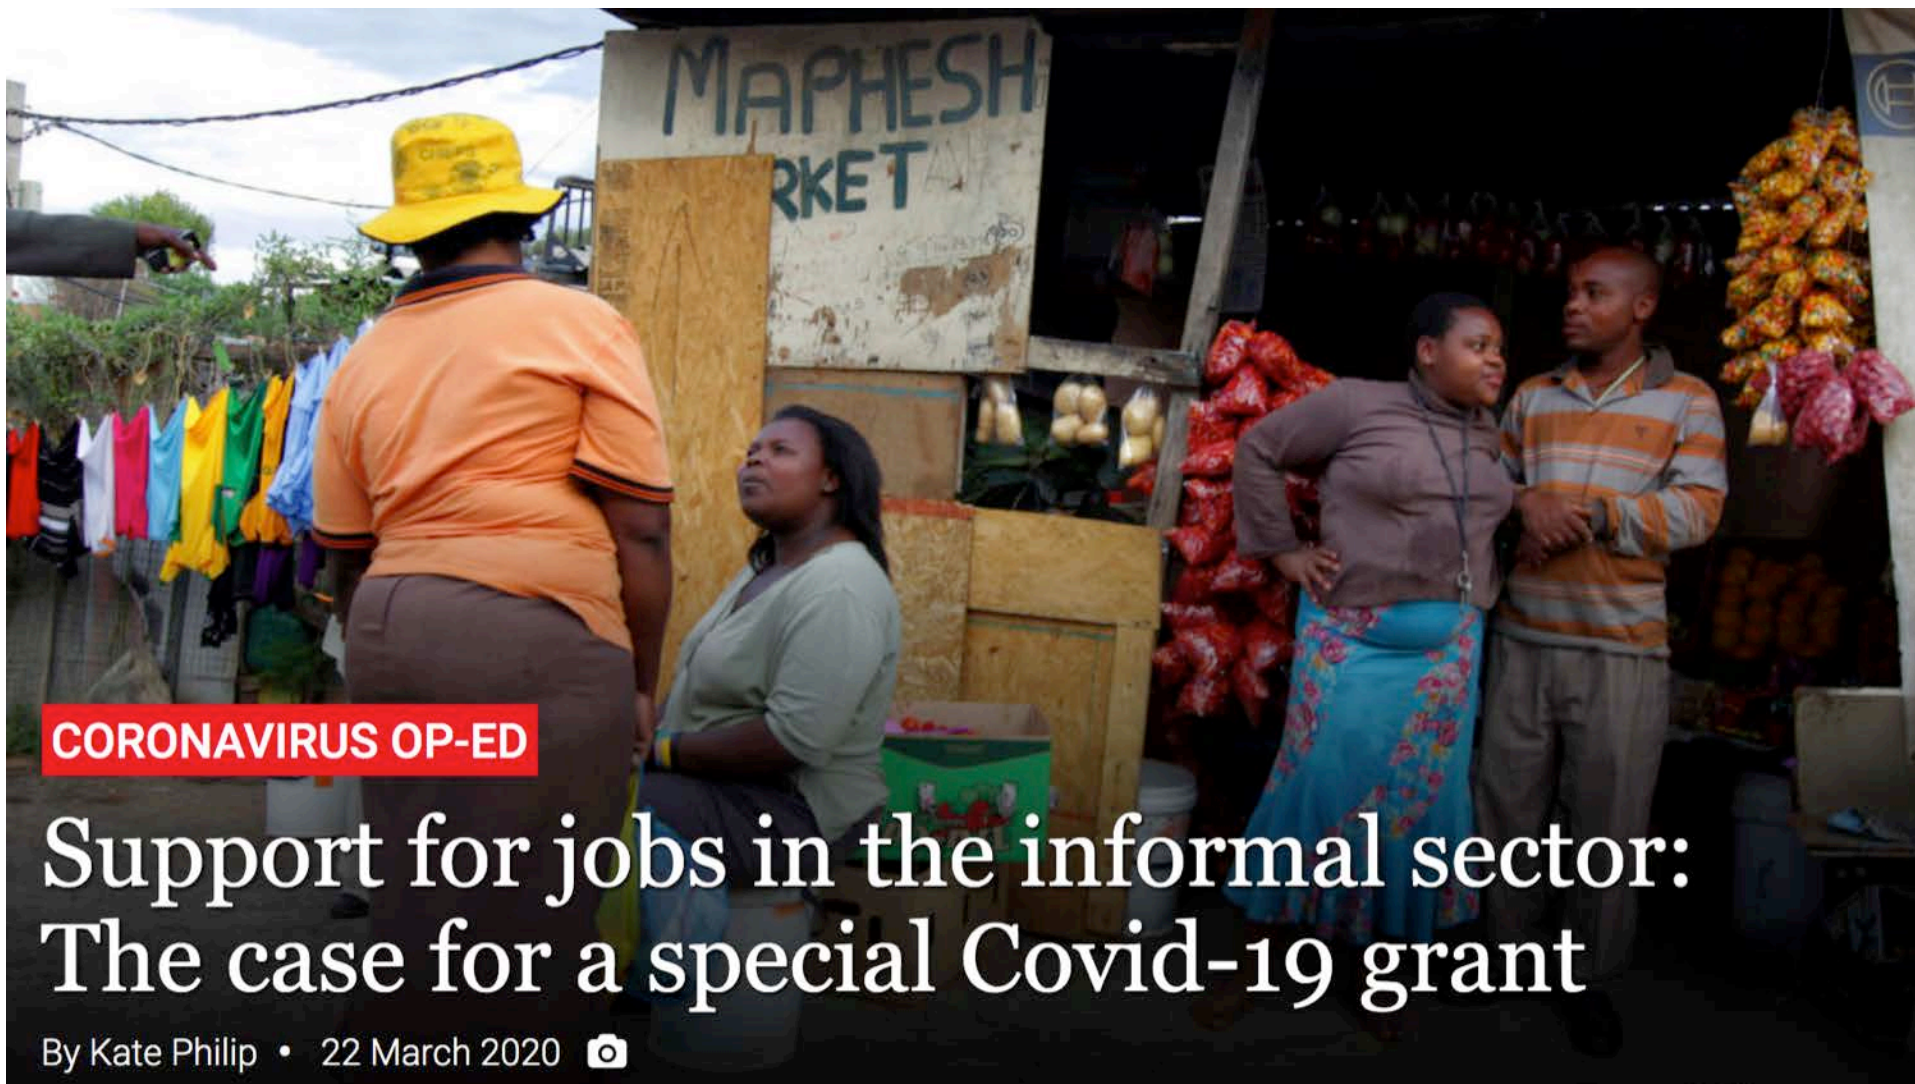 MAPHESH
RKET
CORONAVIRUS OP-ED
Support for jobs in the informal sector:
The case for a special Covid-19 grant
By Kate Philip • 22 March 2020